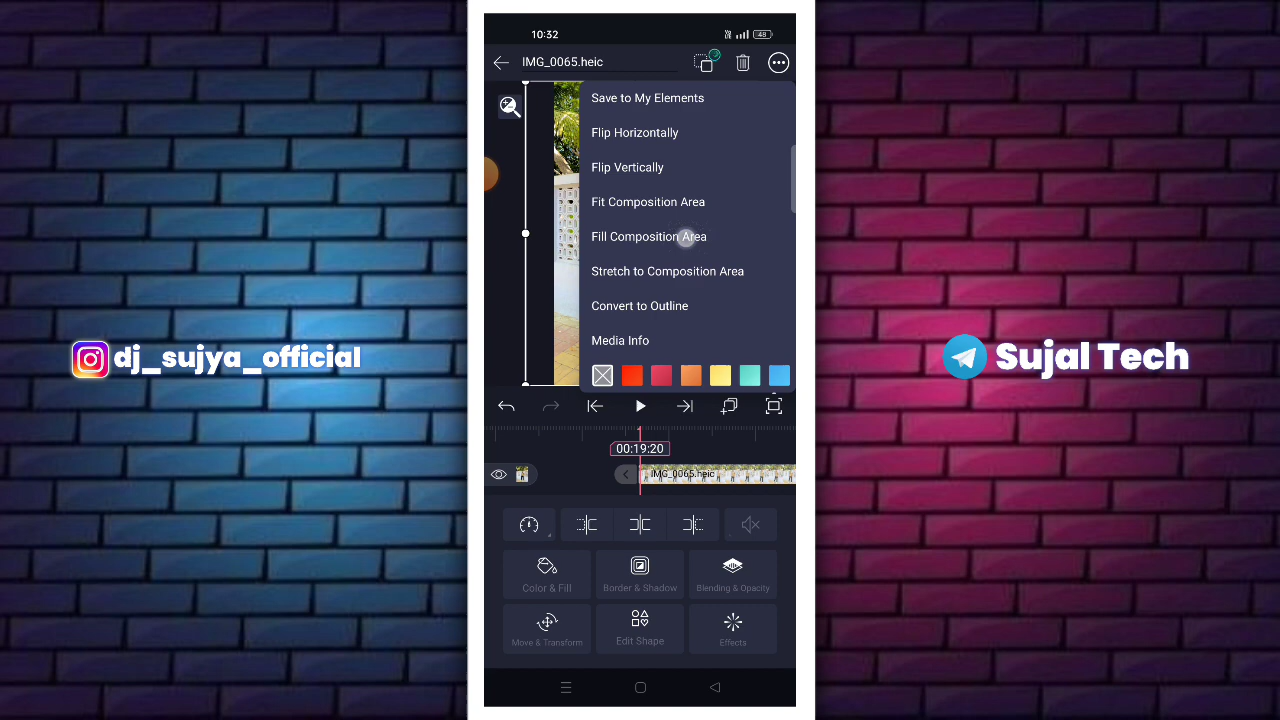 10:32
48
IMG_0065.heic
Save to My Elements
Flip Horizontally
Flip Vertically
Fit Composition Area
Fill Composition Area
Stretch to Composition Area
Convert to Outline
Media Info
dj_sujya_official
Sujal Tech
00:19:20
IMG_0065.heic
Color & Fill
Border & Shadow
Blending & Opacity
Move & Transform
Edit Shape
Effects